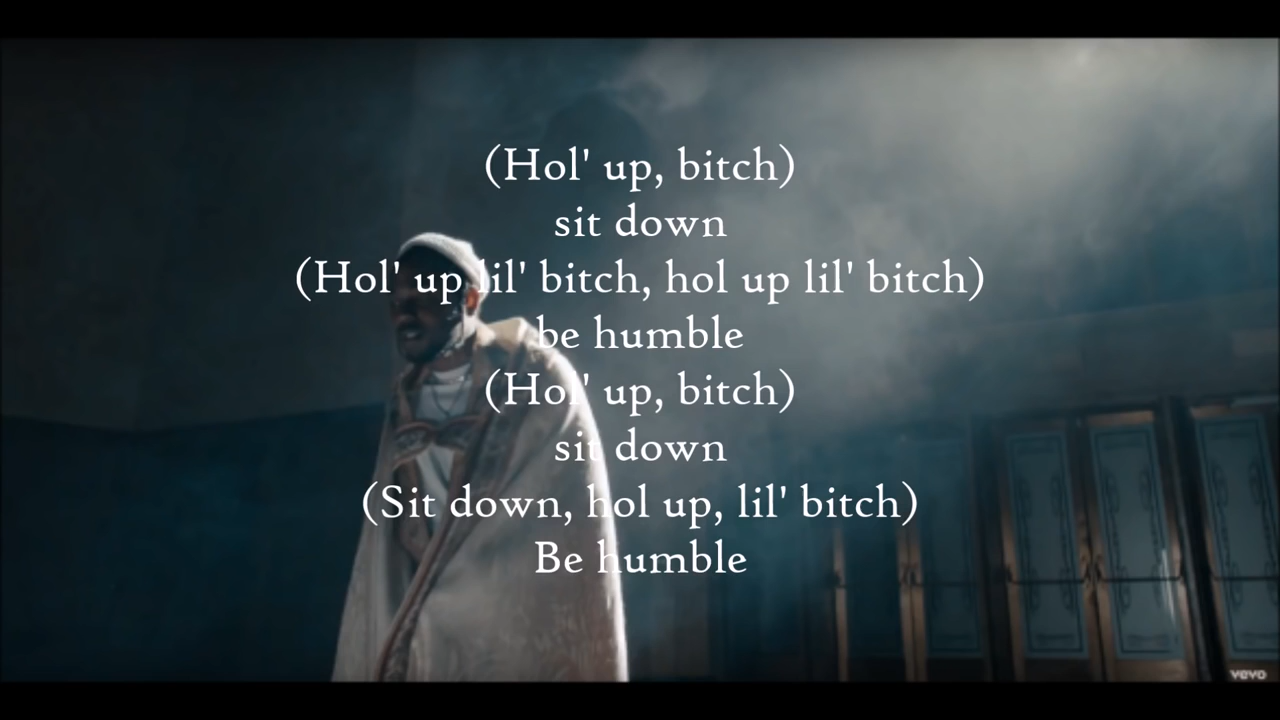 (Hol' up, bitch)
sit down
(Hol' up lil' bitch, hol up lil' bitch)
be humble
(Hol' up, bitch)
sit down
(Sit down, hol up, lil' bitch)
Be humble
vevo